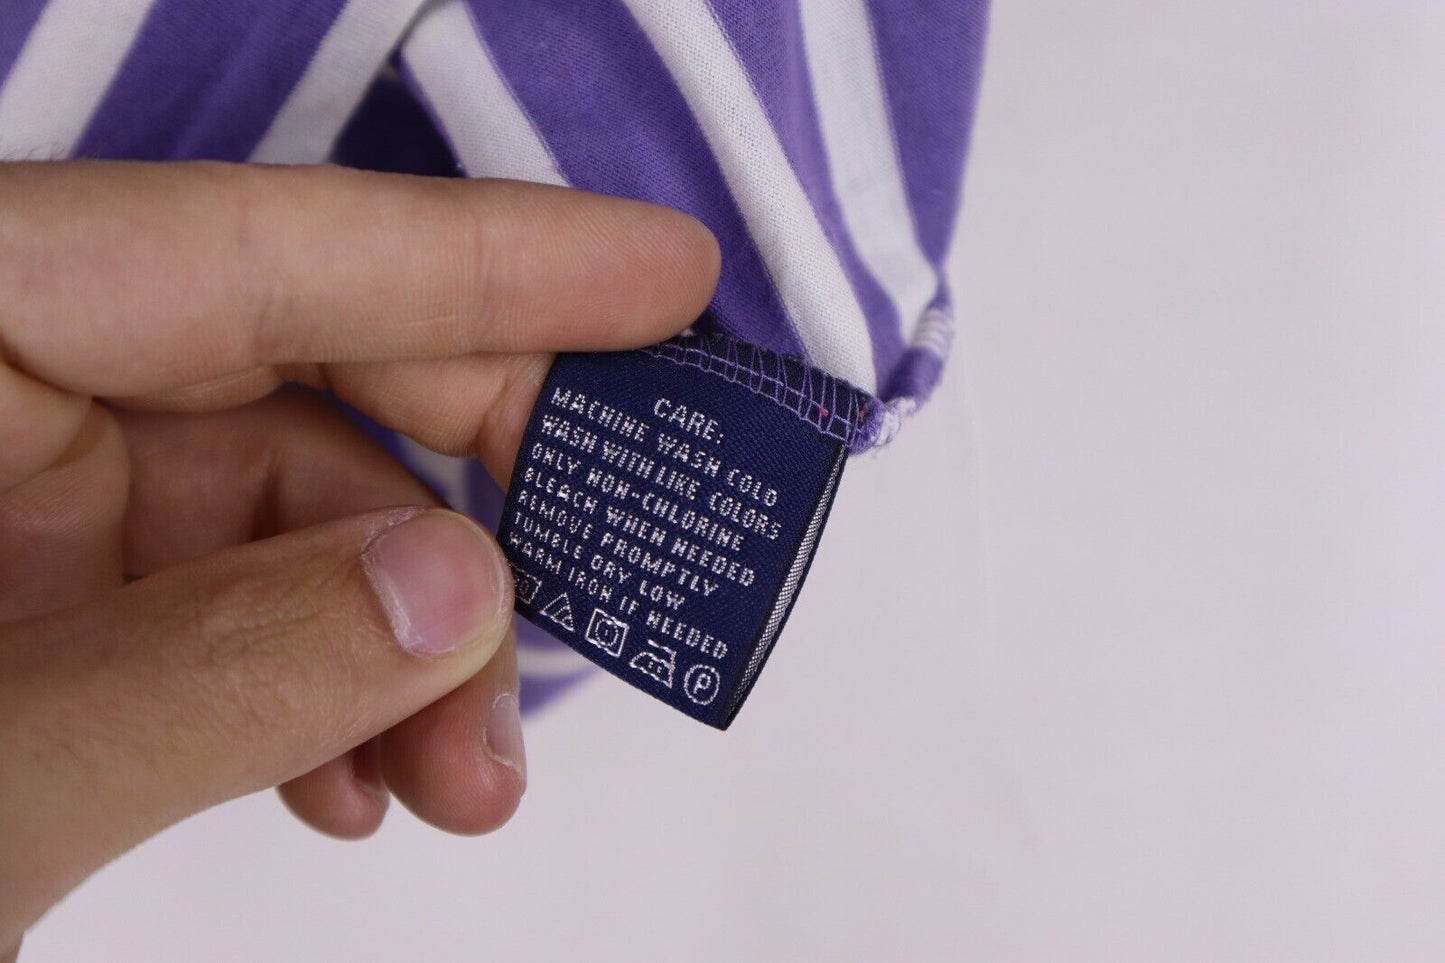 CARE:
MACHINE WASH COLD
WASH WITH LIKE COLORS
ONLY NON-CHLORINE
BLEACH WHEN NEEDED
REMOVE PROMPTLY
TUMBLE DRY LOW
WARM IRON IF NEEDED
P